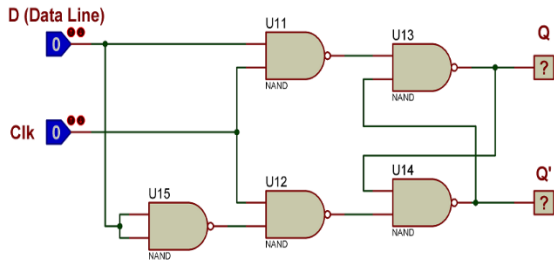 D (Data Line)
0
U11
NAND
U13
NAND
Q
?
Clk
0
U15
NAND
U12
NAND
U14
NAND
Q'
?